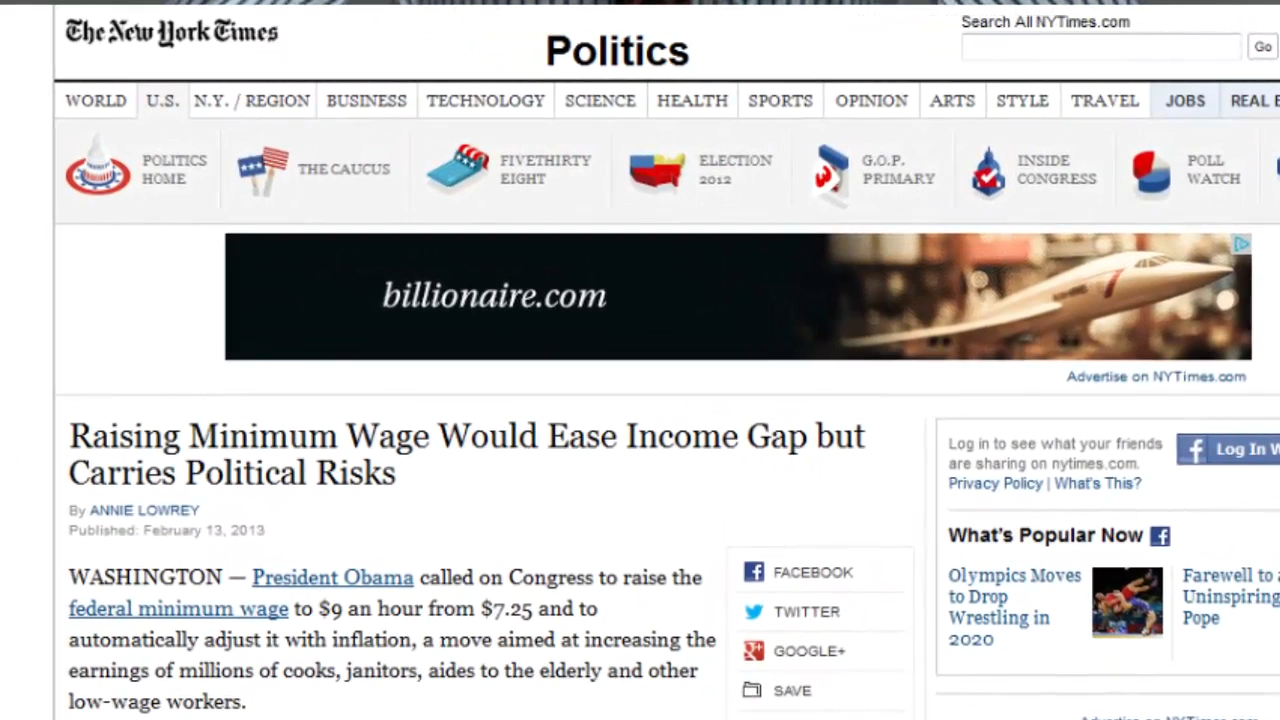 The New York Times
Politics
Search All NYTimes.com
Go
WORLD U.S. N.Y. / REGION BUSINESS TECHNOLOGY SCIENCE HEALTH SPORTS OPINION ARTS STYLE TRAVEL JOBS REAL
POLITICS HOME
THE CAUCUS
FIVETHIRTY EIGHT
ELECTION 2012
G.O.P. PRIMARY
INSIDE CONGRESS
POLL WATCH
billionaire.com
Advertise on NYTimes.com
Raising Minimum Wage Would Ease Income Gap but
Carries Political Risks
By ANNIE LOWREY
Published: February 13, 2013
WASHINGTON — President Obama called on Congress to raise the
federal minimum wage to $9 an hour from $7.25 and to
automatically adjust it with inflation, a move aimed at increasing the
earnings of millions of cooks, janitors, aides to the elderly and other
low-wage workers.
FACEBOOK
TWITTER
GOOGLE+
SAVE
Log in to see what your friends
are sharing on nytimes.com.
Privacy Policy | What's This?
Log In
What's Popular Now
Olympics Moves
to Drop
Wrestling in
2020
Farewell to
Uninspiring
Pope